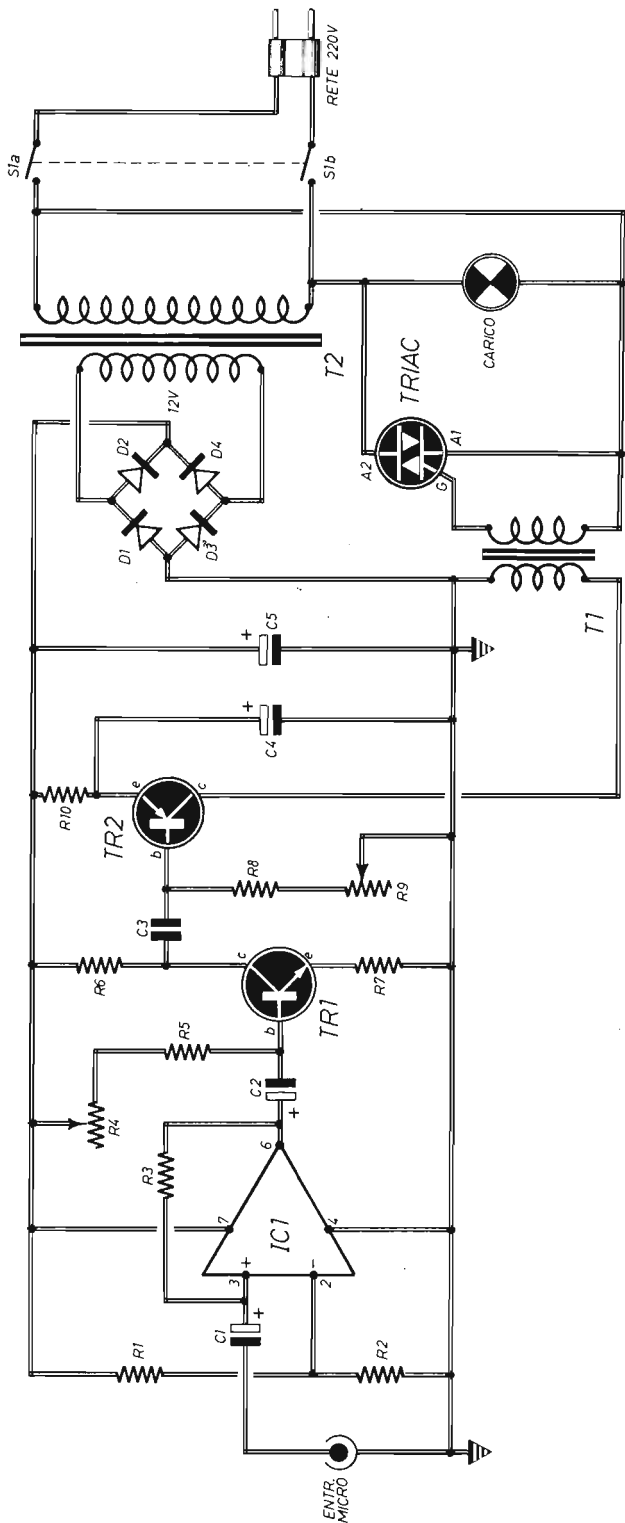 ENTR. MICRO
C1
R1
R2
3
+
-
2
IC1
7
4
6
+
R3
R4
R5
C2
+
b
c
e
TR1
R6
R7
C3
R8
R9
b
e
c
TR2
R10
+
C4
+
C5
D1
D2
D3
D4
12V
T2
T1
TRIAC
A2
A1
G
CARICO
S1a
S1b
RETE 220V